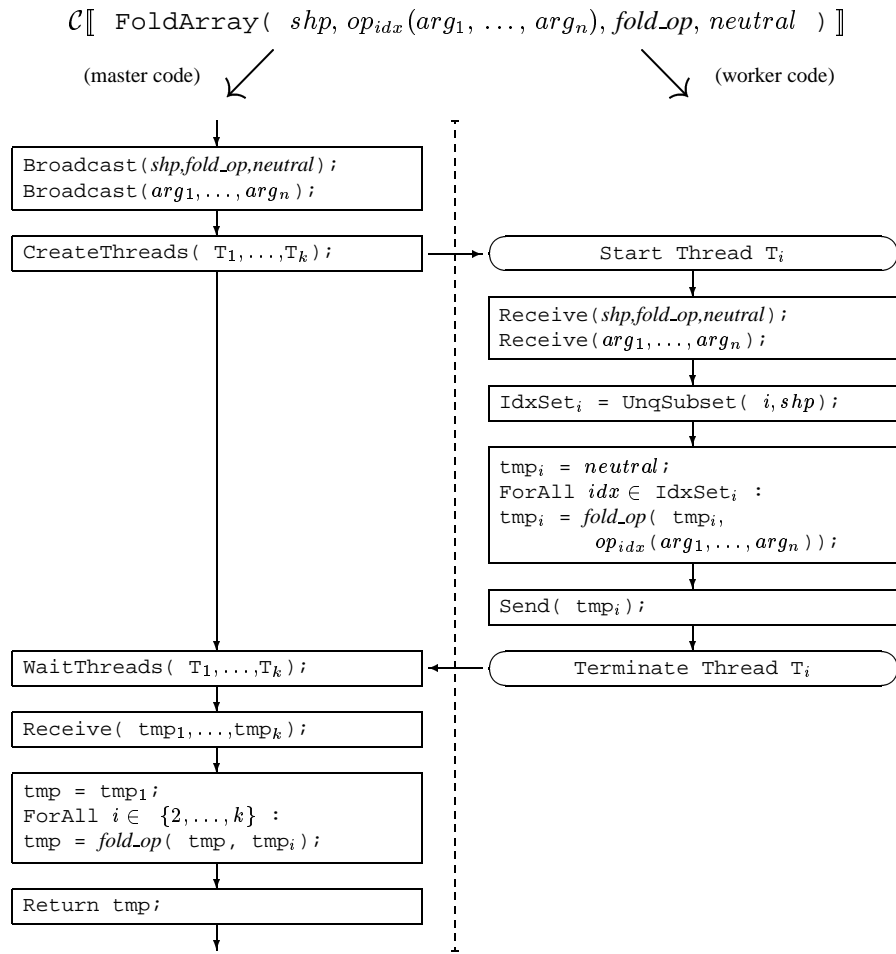 𝒞⟦ FoldArray( shp, op_idx(arg_1, ..., arg_n), fold_op, neutral ) ⟧
(master code)
(worker code)
Broadcast(shp,fold_op,neutral);
Broadcast(arg_1,...,arg_n);
CreateThreads( T_1,...,T_k);
Start Thread T_i
Receive(shp,fold_op,neutral);
Receive(arg_1,...,arg_n);
IdxSet_i = UnqSubset( i,shp);
tmp_i = neutral;
ForAll idx ∈ IdxSet_i :
tmp_i = fold_op( tmp_i,
op_idx(arg_1,...,arg_n));
Send( tmp_i);
Terminate Thread T_i
WaitThreads( T_1,...,T_k);
Receive( tmp_1,...,tmp_k);
tmp = tmp_1;
ForAll i ∈ {2,...,k} :
tmp = fold_op( tmp, tmp_i);
Return tmp;